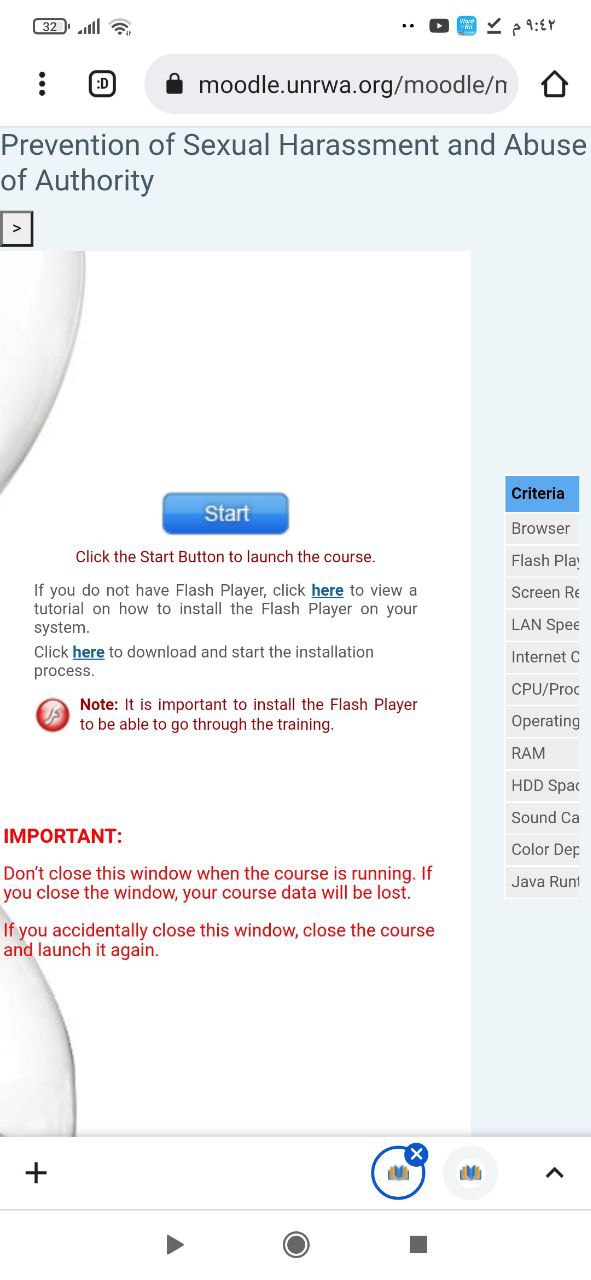 32
م ٩:٤٢
:D
moodle.unrwa.org/moodle/n
Prevention of Sexual Harassment and Abuse
of Authority
>
Start
Click the Start Button to launch the course.
If you do not have Flash Player, click here to view a
tutorial on how to install the Flash Player on your
system.
Click here to download and start the installation
process.
Note: It is important to install the Flash Player
to be able to go through the training.
IMPORTANT:
Don't close this window when the course is running. If
you close the window, your course data will be lost.
If you accidentally close this window, close the course
and launch it again.
Criteria
Browser
Flash Play
Screen Re
LAN Spee
Internet C
CPU/Proc
Operating
RAM
HDD Spac
Sound Ca
Color Dep
Java Runt